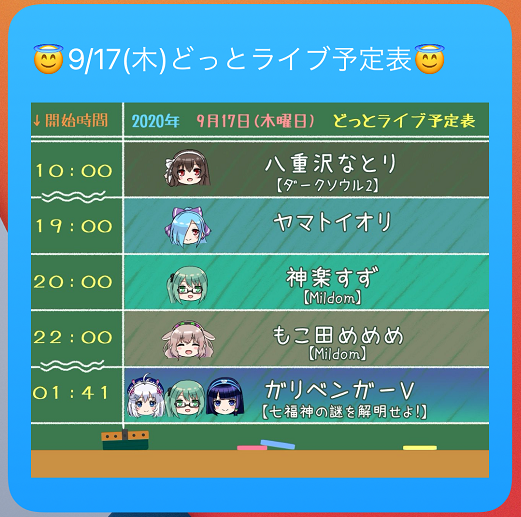 😇9/17(木)どっとライブ予定表😇
↓開始時間 2020年 9月17日(木曜日) どっとライブ予定表
10:00 八重沢なとり
【ダークソウル2】
19:00 ヤマトイオリ
20:00 神楽すず
【Mildom】
22:00 もこ田めめめ
【Mildom】
01:41 ガリベンガーV
【七福神の謎を解明せよ!】